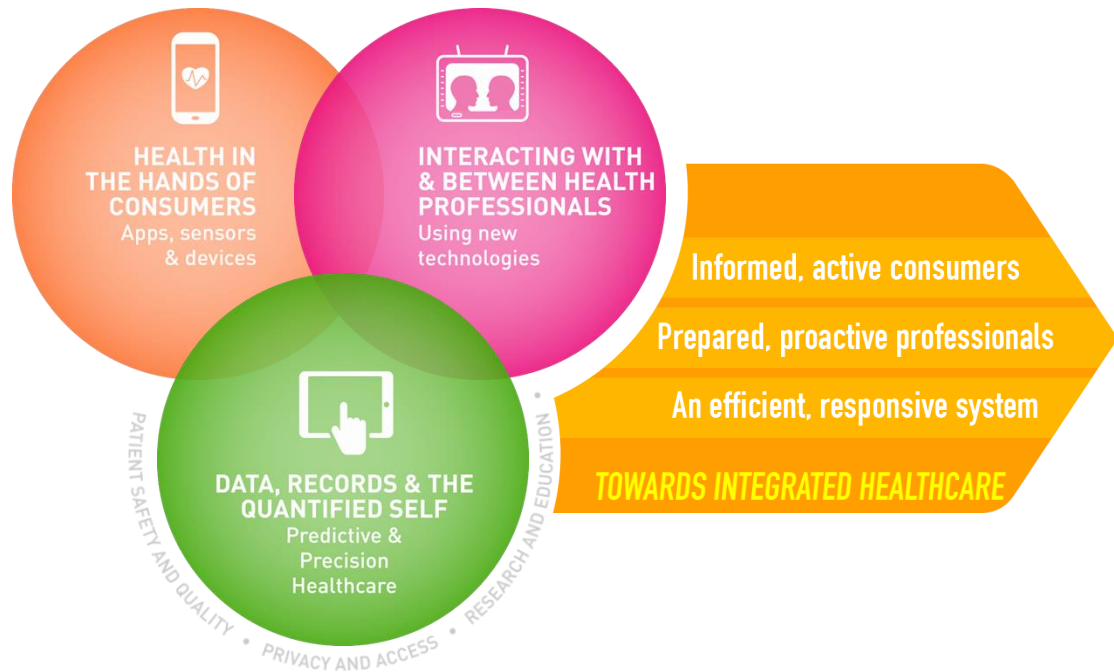 HEALTH IN
THE HANDS OF
CONSUMERS
Apps, sensors
& devices
INTERACTING WITH
& BETWEEN HEALTH
PROFESSIONALS
Using new
technologies
DATA, RECORDS & THE
QUANTIFIED SELF
Predictive &
Precision
Healthcare
PATIENT SAFETY AND QUALITY • PRIVACY AND ACCESS • RESEARCH AND EDUCATION •
Informed, active consumers
Prepared, proactive professionals
An efficient, responsive system
TOWARDS INTEGRATED HEALTHCARE